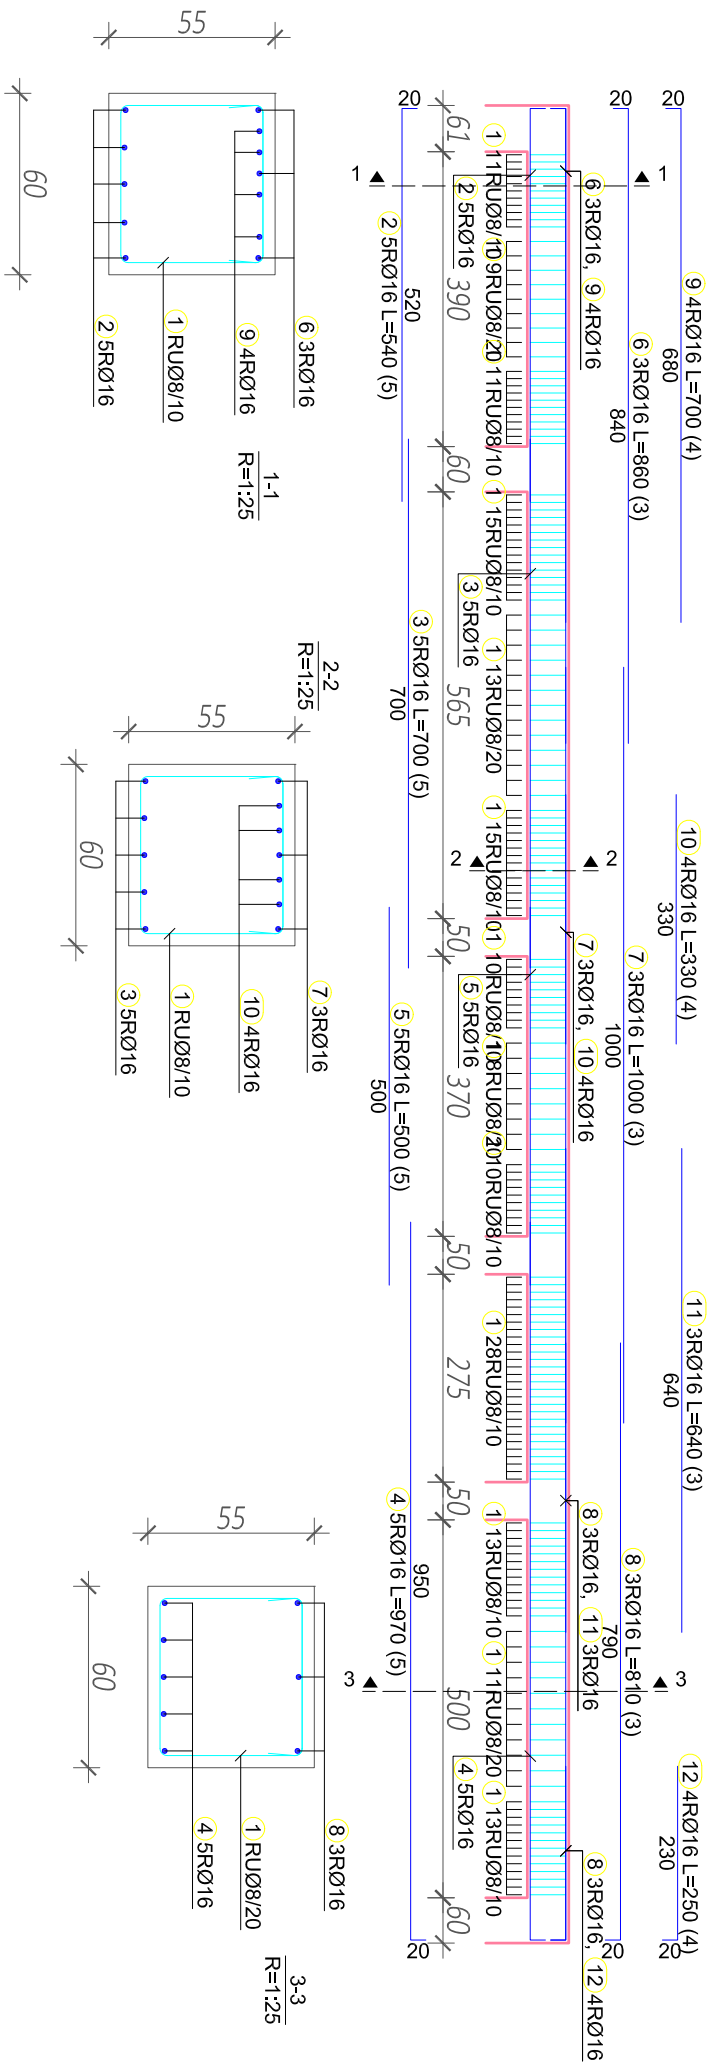 ⑨ 4RØ16 L=700 (4)
20
680
⑩ 4RØ16 L=330 (4)
330
⑪ 3RØ16 L=640 (3)
640
⑫ 4RØ16 L=250 (4)
230
20
⑥ 3RØ16 L=860 (3)
20
840
⑦ 3RØ16 L=1000 (3)
1000
⑧ 3RØ16 L=810 (3)
790
20
1
2
3
⑥ 3RØ16, ⑨ 4RØ16
⑦ 3RØ16, ⑩ 4RØ16
⑧ 3RØ16, ⑪ 3RØ16
⑧ 3RØ16, ⑫ 4RØ16
① 11RUØ8/10
① 9RUØ8/20
① 11RUØ8/10
① 15RUØ8/10
① 13RUØ8/20
① 15RUØ8/10
① 10RUØ8/10
① 8RUØ8/20
① 10RUØ8/10
① 28RUØ8/10
① 13RUØ8/10
① 11RUØ8/20
① 13RUØ8/10
② 5RØ16
③ 5RØ16
⑤ 5RØ16
④ 5RØ16
61
390
60
565
50
370
50
275
50
500
60
1
2
3
② 5RØ16 L=540 (5)
20
520
③ 5RØ16 L=700 (5)
700
⑤ 5RØ16 L=500 (5)
500
④ 5RØ16 L=970 (5)
950
20
1-1
R=1:25
⑥ 3RØ16
⑨ 4RØ16
① RUØ8/10
② 5RØ16
55
60
2-2
R=1:25
⑦ 3RØ16
⑩ 4RØ16
① RUØ8/10
③ 5RØ16
55
60
3-3
R=1:25
⑧ 3RØ16
① RUØ8/20
④ 5RØ16
55
60